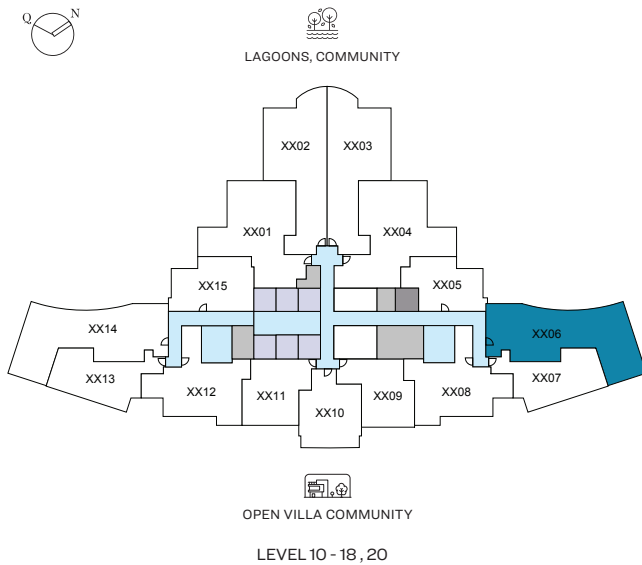 Q N
LAGOONS, COMMUNITY
XX02 XX03
XX01 XX04
XX15 XX05
XX14 XX06
XX13 XX07
XX12 XX11 XX10 XX09 XX08
OPEN VILLA COMMUNITY
LEVEL 10 - 18 , 20